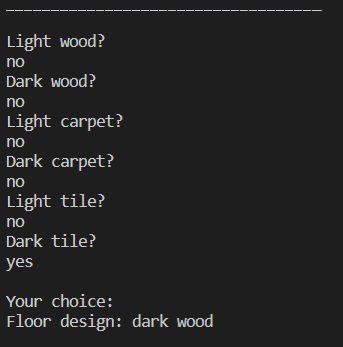 ___________________________________
Light wood?
no
Dark wood?
no
Light carpet?
no
Dark carpet?
no
Light tile?
no
Dark tile?
yes
Your choice:
Floor design: dark wood